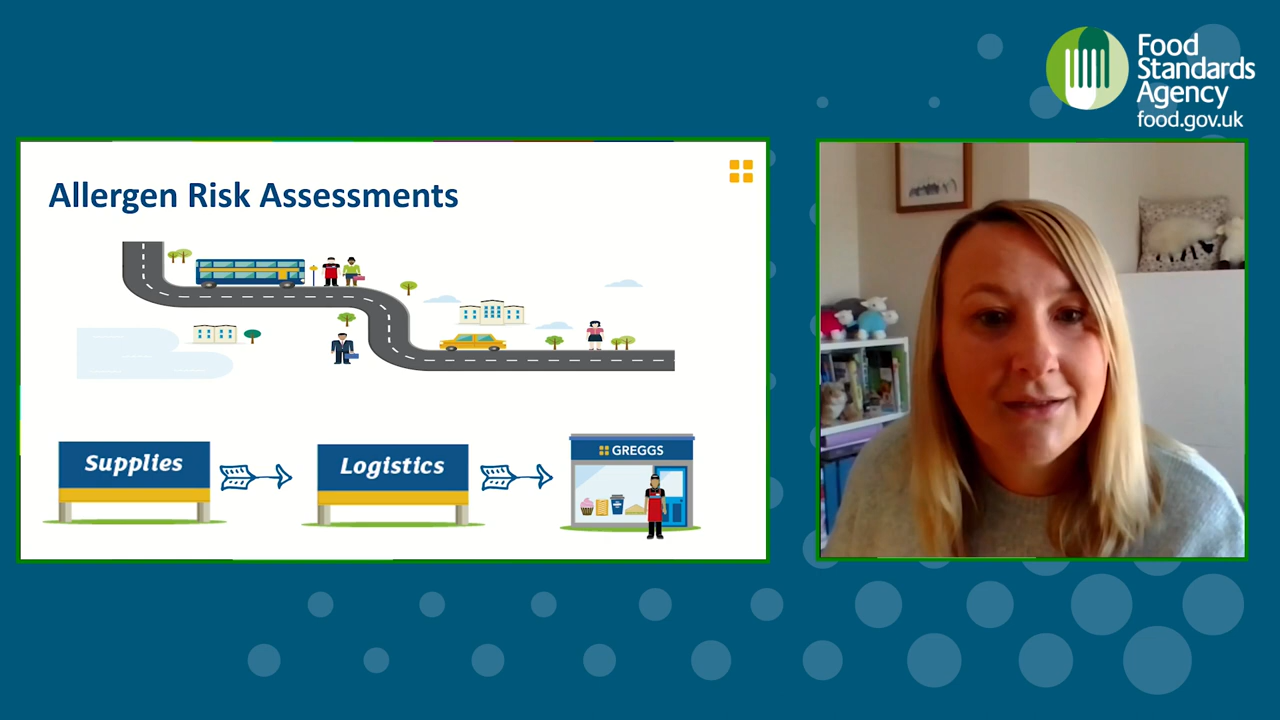 Food
Standards
Agency
food.gov.uk
Allergen Risk Assessments
Supplies
Logistics
GREGGS